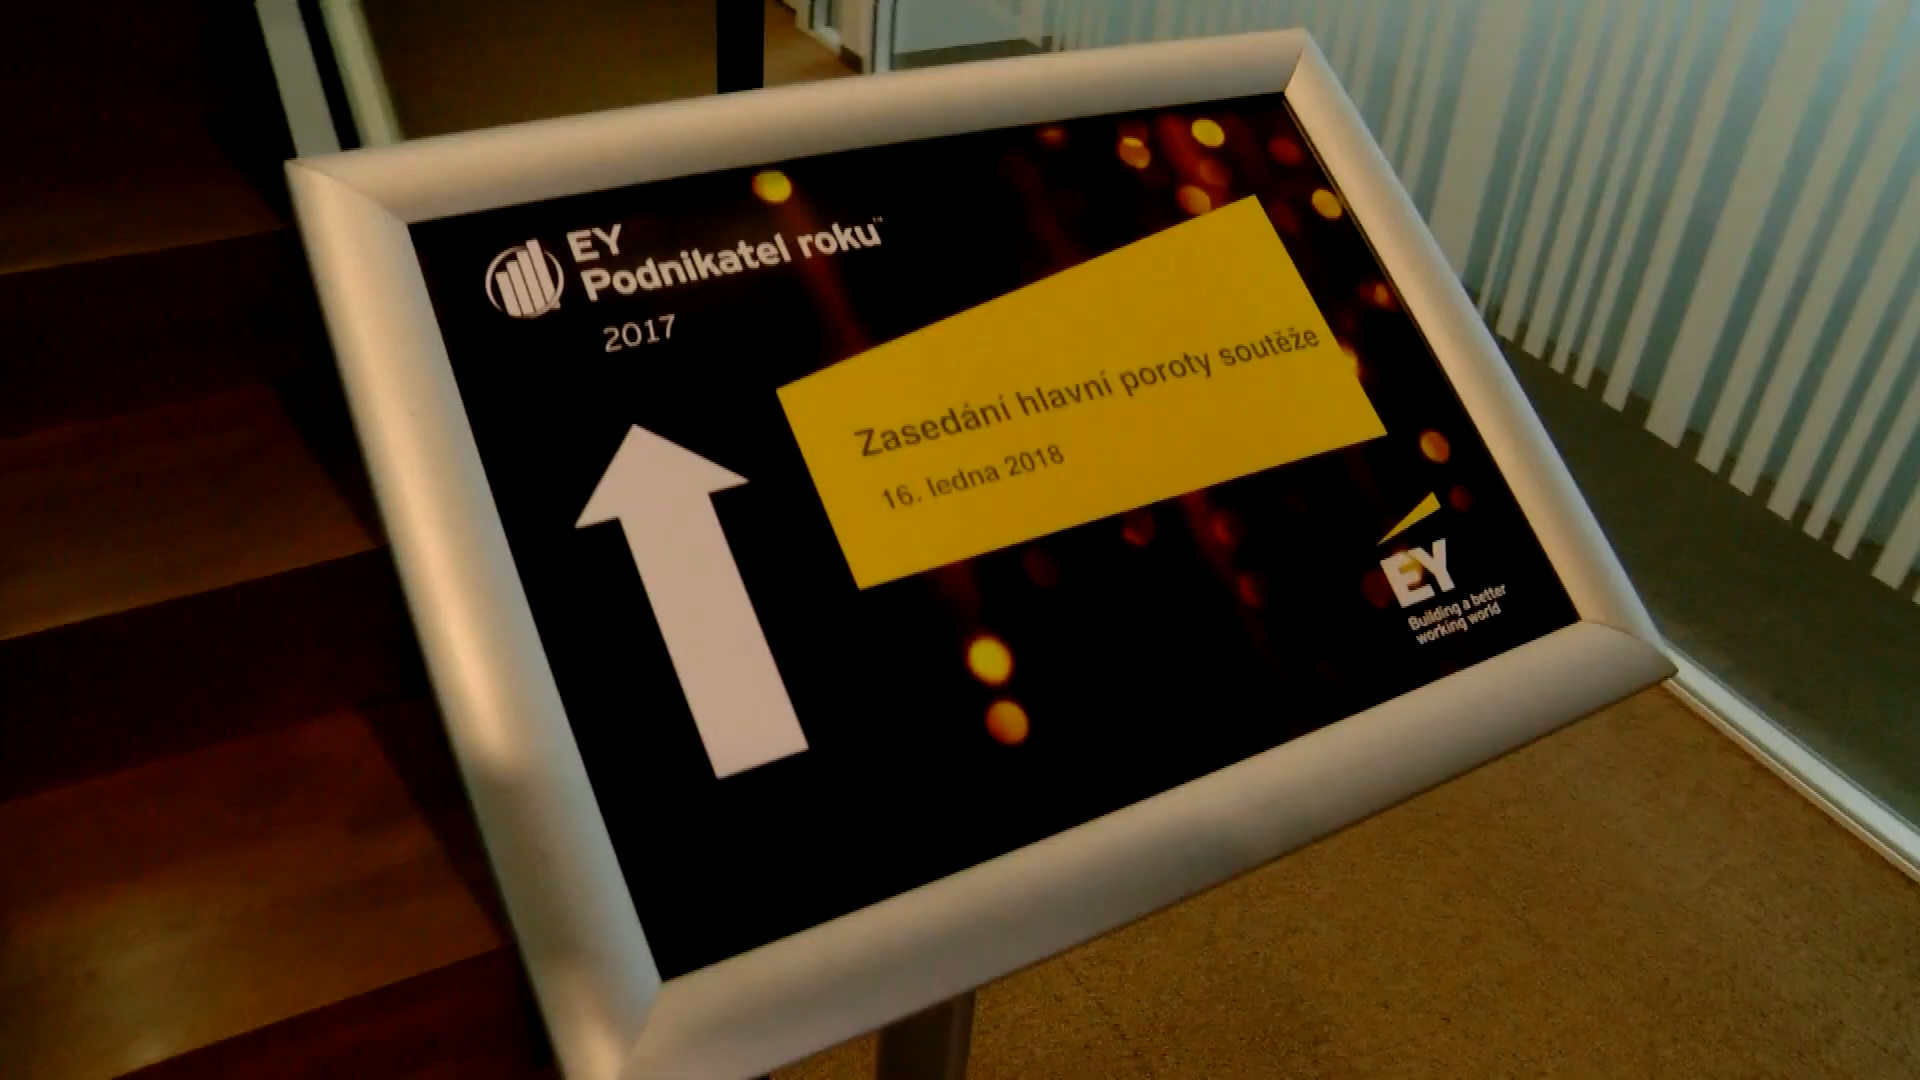 EY
Podnikatel roku™
2017
Zasedání hlavní poroty soutěže
16. ledna 2018
EY
Building a better
working world